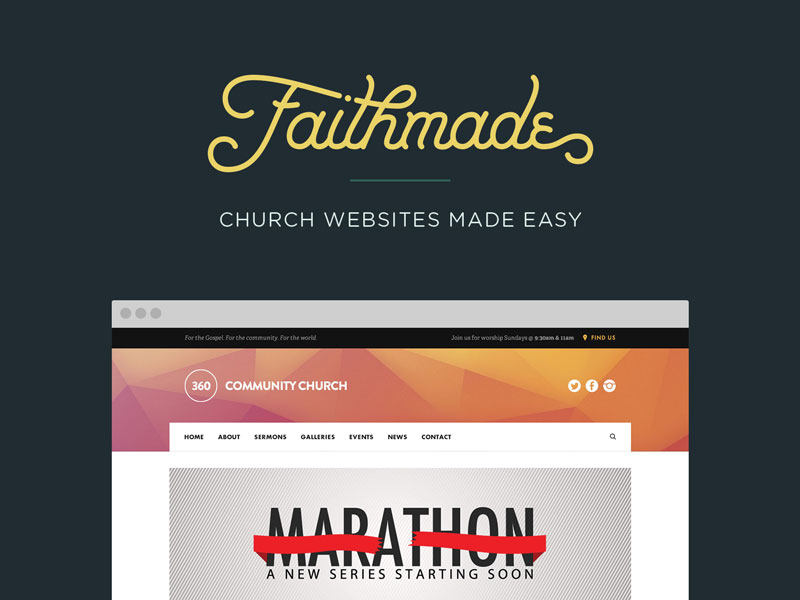 Faithmade
CHURCH WEBSITES MADE EASY
For the Gospel. For the community. For the world.
Join us for worship Sundays @ 9:30am & 11am
FIND US
360
COMMUNITY CHURCH
HOME ABOUT SERMONS GALLERIES EVENTS NEWS CONTACT
MARATHON
A NEW SERIES STARTING SOON